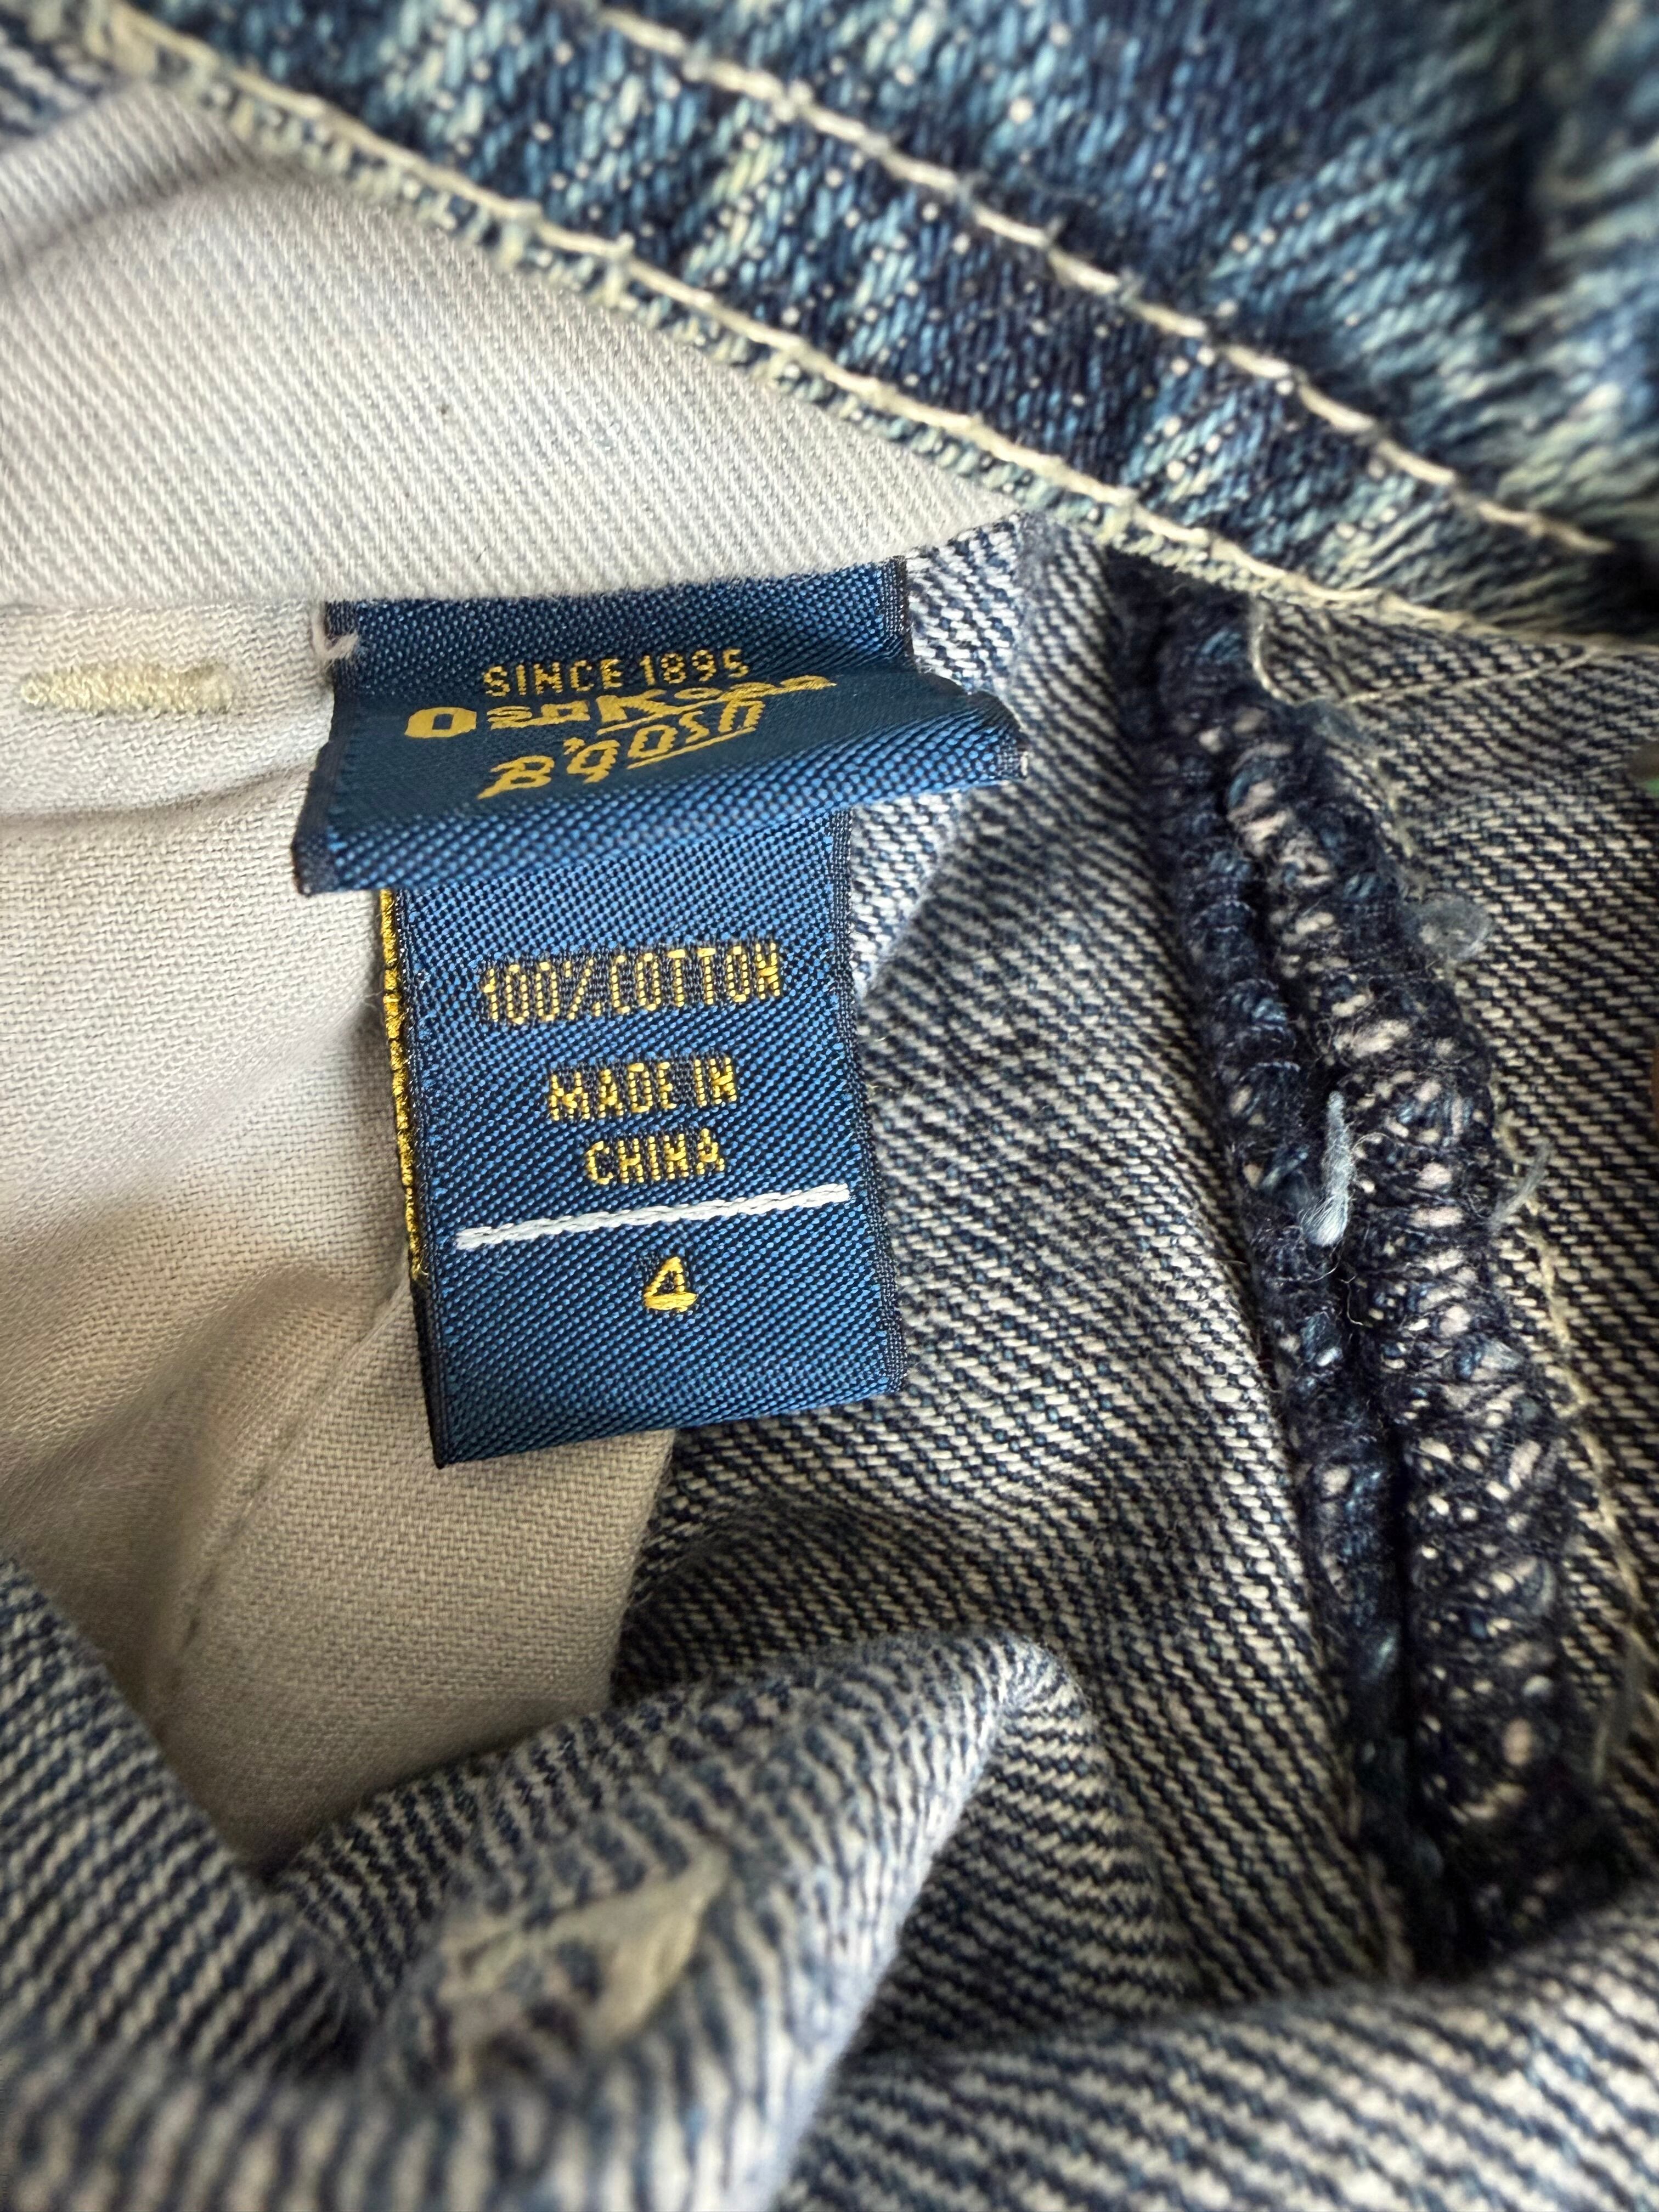 SINCE 1895
OSHKOSH
B'gosh
100% COTTON
MADE IN
CHINA
4